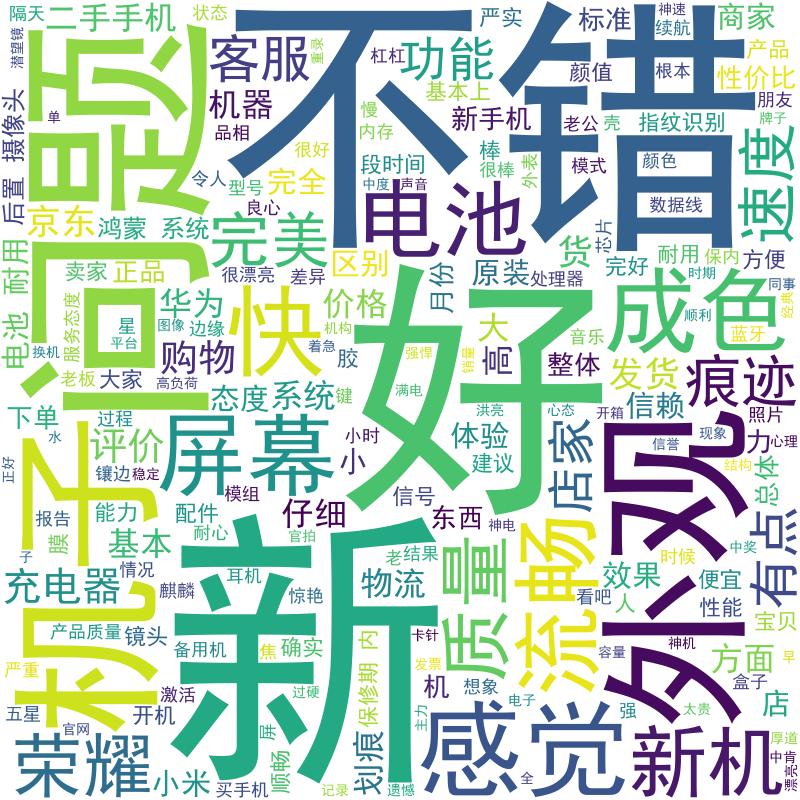 隔天
二手手机
状态
客服
重录
不错
杠杠
严实
功能
基本上
神速
续航
标准
商家
潜望镜
摄像头
单
问题
机器
品相
很好
慢
内存
新手机
颜值
根本
产品
性价比
老公
壳
朋友
牌子
指纹识别
后置
京东
令人
型号
良心
完全
段时间
中度
声音
棒
很棒
外表
模式
颜色
数据线
速度
鸿蒙
系统
完美
电池
芯片
耐用
保内
方便
电池
耐用
卖家
正品
很漂亮
差异
区别
月份
原装
处理器
货
完好
时期
同事
经典
服务态度
星
平台
华为
图像
边缘
快
机构
价格
好
大
音乐
成色
顺利
蓝牙
换机
老板
大家
购物
高负荷
着急
胶
强悍
销量
高
整体
发货
痕迹
下单
过程
态度
系统
键
满电
洪亮
心态
开箱
信赖
照片
水
正好
评价
镶边
稳定
屏幕
小时
小
体验
建议
店家
信誉
现象
力
心理
机子
报告
能力
膜
子
配件
模组
耐心
官拍
仔细
信号
东西
神电
流畅
外观
结构
总体
有点
基本
情况
麒麟
耳机
新
惊艳
老
结果
质量
时候
中奖
充电器
物流
效果
看吧
人
便宜
性能
产品质量
镜头
备用机
焦
确实
保修期
内
卡针
发票
神机
容量
宝贝
早
严重
激活
过硬
机
想象
电子
方面
盒子
五星
官网
开机
屏
划痕
主力
感觉
强
太贵
店
厚道
荣耀
小米
买手机
顺畅
记录
遗憾
全
新机
中肯
漂亮